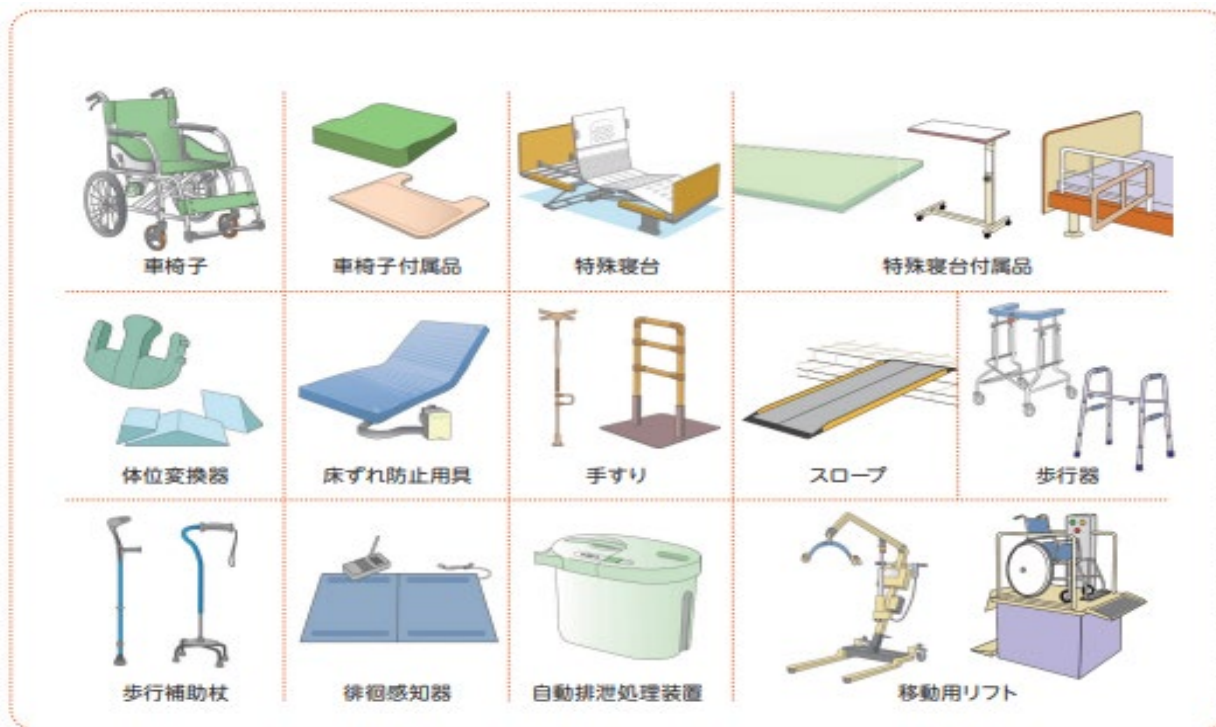 車椅子
車椅子付属品
特殊寝台
特殊寝台付属品
体位変換器
床ずれ防止用具
手すり
スロープ
歩行器
歩行補助杖
徘徊感知器
自動排泄処理装置
移動用リフト